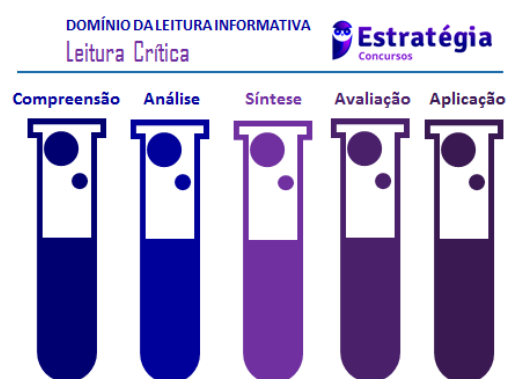 DOMÍNIO DA LEITURA INFORMATIVA
Leitura Crítica
Estratégia
Concursos
Compreensão Análise Síntese Avaliação Aplicação